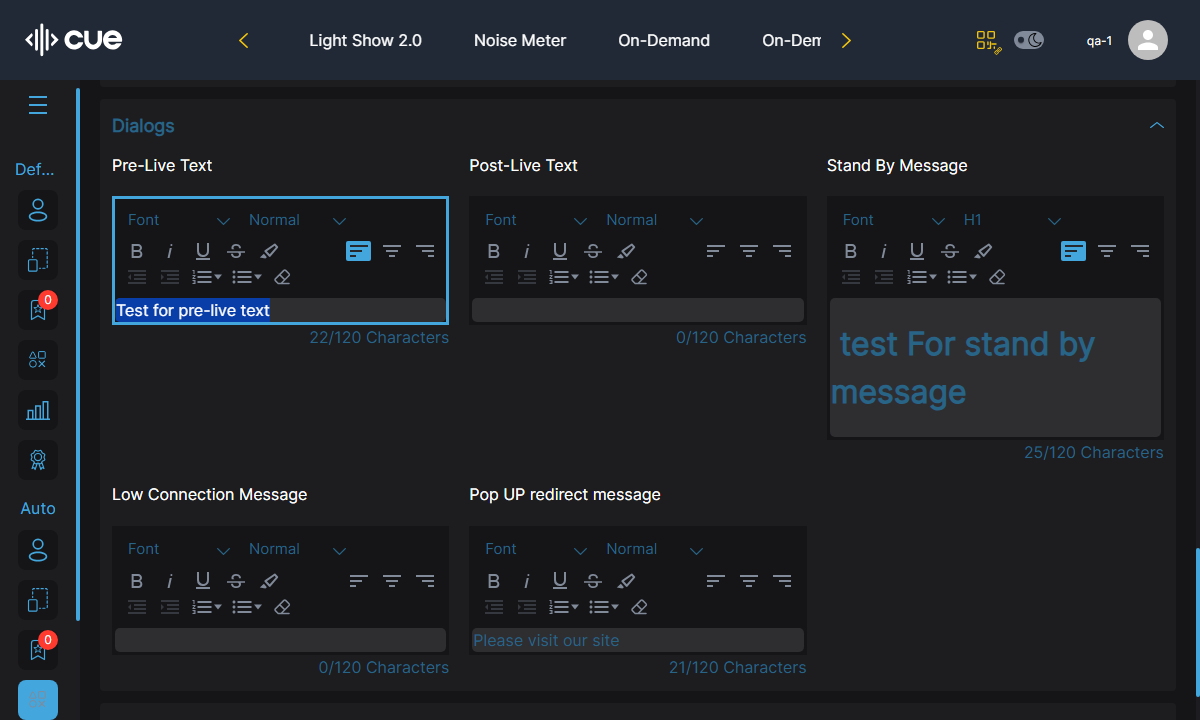 cue
Light Show 2.0
Noise Meter
On-Demand
On-Dem
qa-1
Def...
0
Auto
0
Dialogs
Pre-Live Text
Font
Normal
B i U S
Test for pre-live text
22/120 Characters
Post-Live Text
Font
Normal
B i U S
0/120 Characters
Stand By Message
Font
H1
B i U S
test For stand by
message
25/120 Characters
Low Connection Message
Font
Normal
B i U S
0/120 Characters
Pop UP redirect message
Font
Normal
B i U S
Please visit our site
21/120 Characters